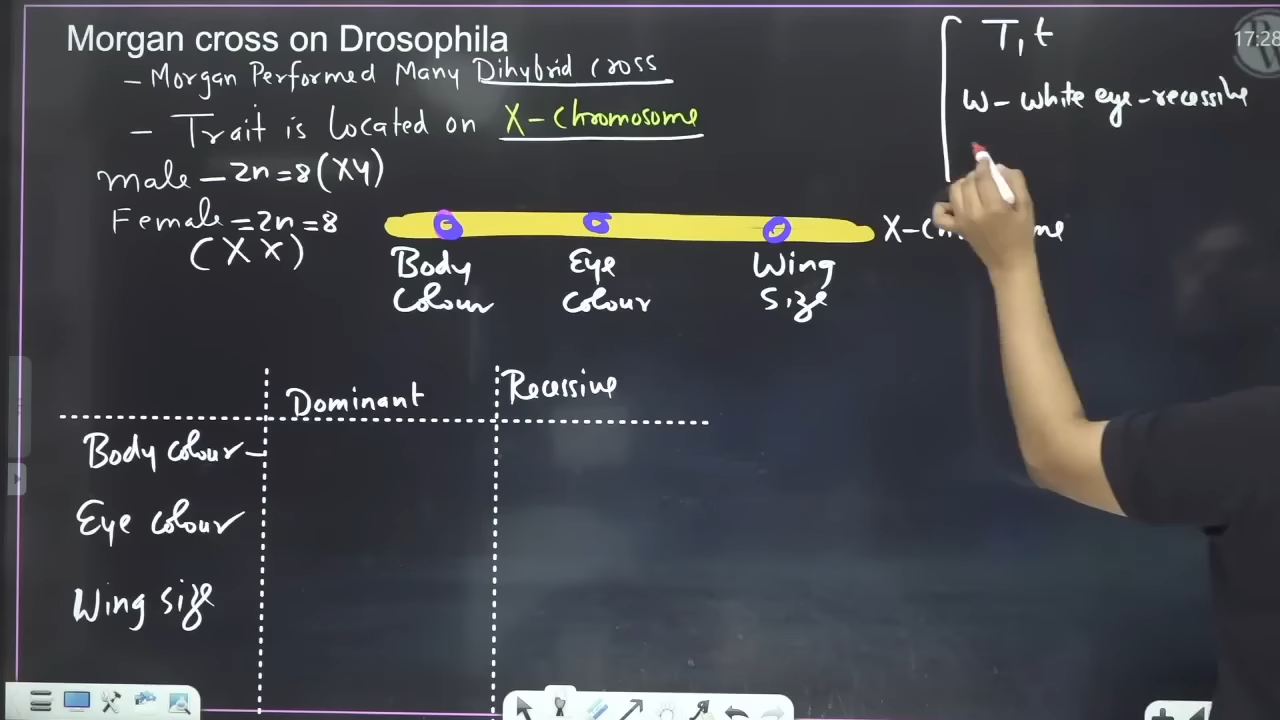 Morgan cross on Drosophila
- Morgan Performed Many Dihybrid Cross
- Trait is Located on X-Chromosome
Male - 2n=8 (XY)
Female = 2n=8
(XX)
Body Colour
Eye Colour
Wing Size
Dominant
Recessive
Body colour -
Eye colour
Wing size
T, t
w - white eye - recessive
17:28